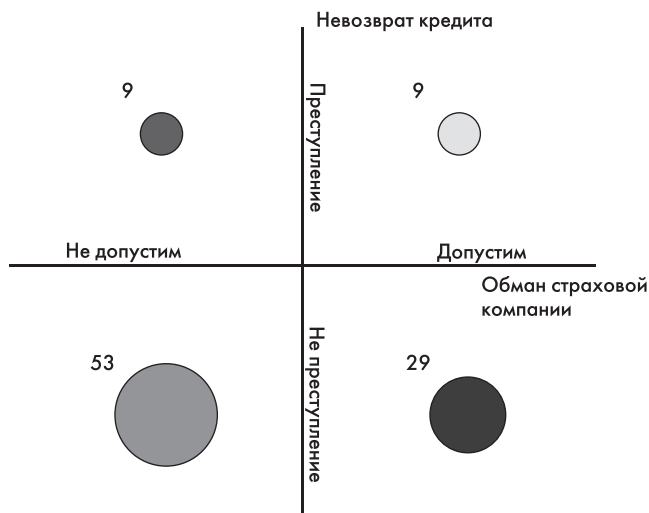 Невозврат кредита
9
9
Преступление
Не допустим
Допустим
Обман страховой
компании
Не преступление
53
29